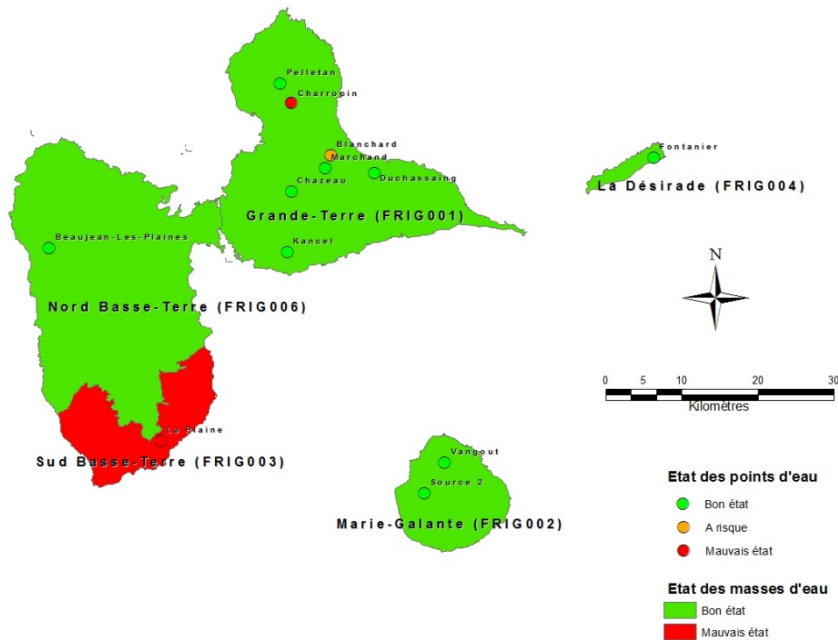 Pelletan
Charropin
Blanchard
Marchand
Duchassaing
Chazeau
Fontanier
La Désirade (FRIG004)
Grande-Terre (FRIG001)
Beaujean-Les-Plaines
Kancel
N
Nord Basse-Terre (FRIG006)
0 5 10 20 30
Kilomètres
La Plaine
Sud Basse-Terre (FRIG003)
Vangout
Source 2
Marie-Galante (FRIG002)
Etat des points d'eau
Bon état
A risque
Mauvais état
Etat des masses d'eau
Bon état
Mauvais état